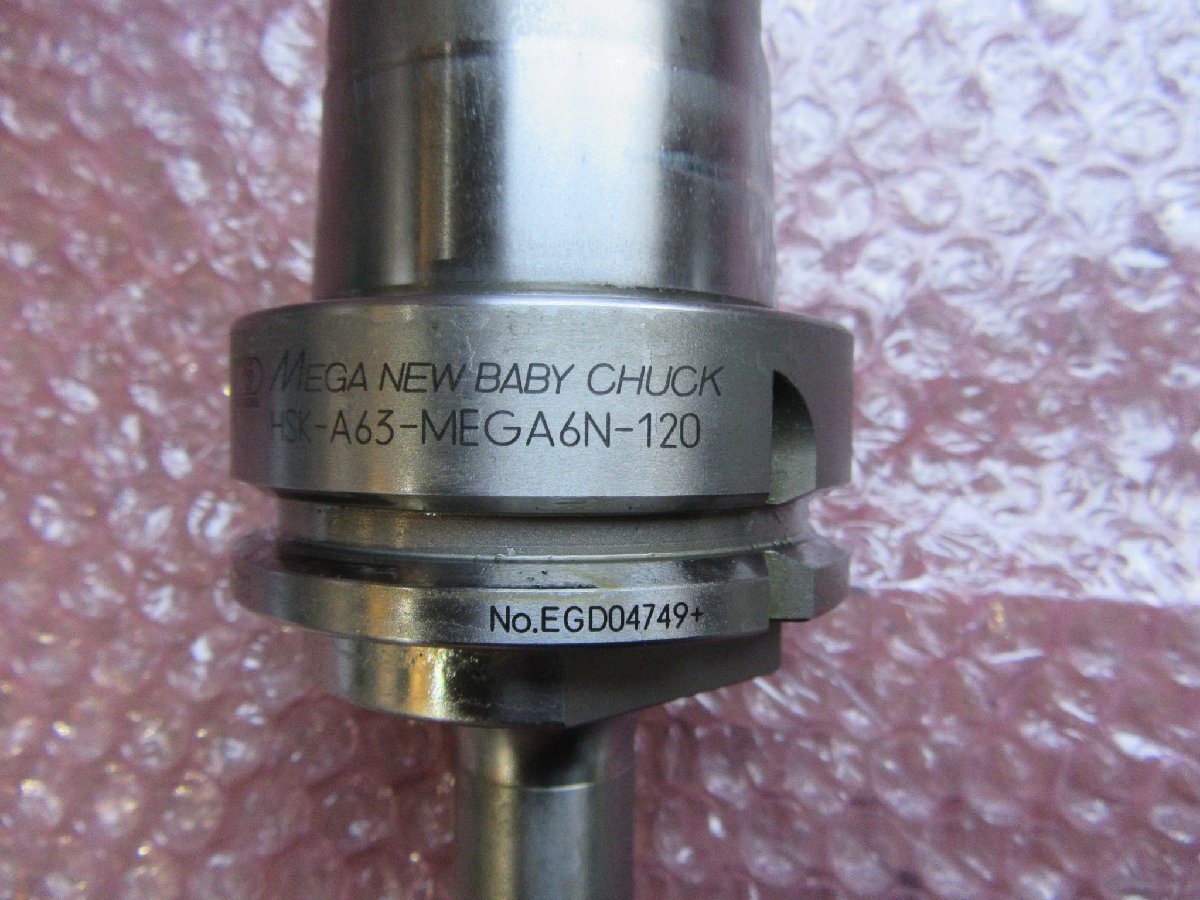 MEGA NEW BABY CHUCK
HSK-A63-MEGA6N-120
No.EGD04749+